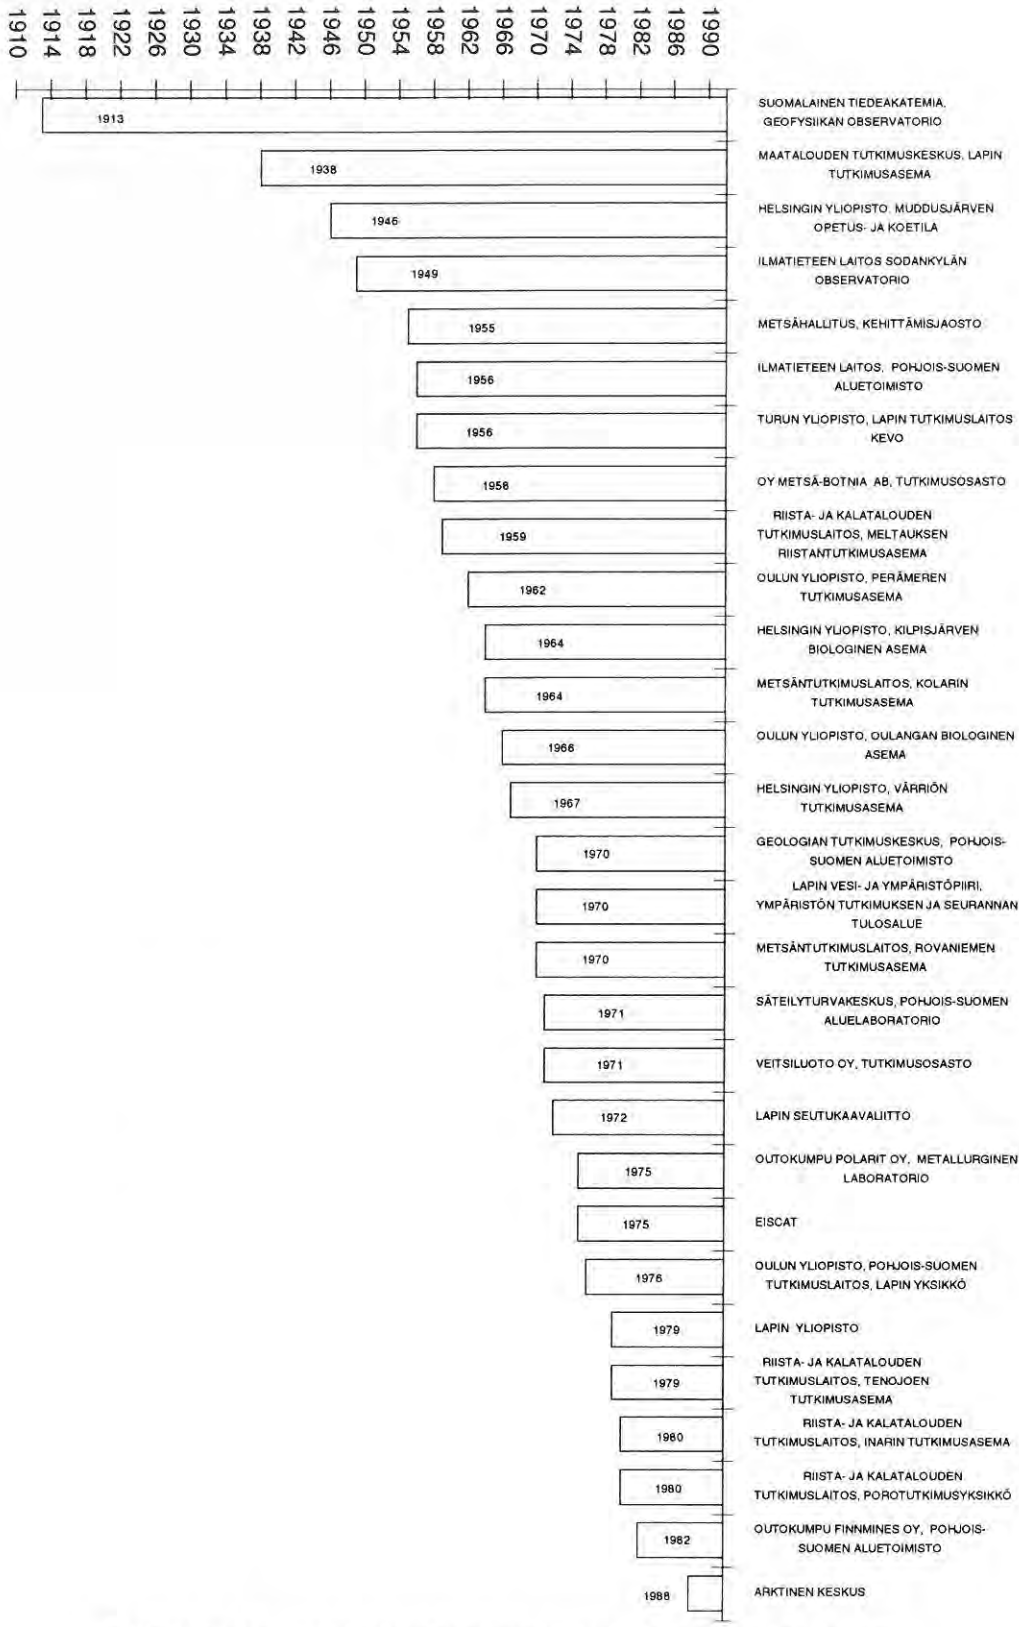 1910
1914
1918
1922
1926
1930
1934
1938
1942
1946
1950
1954
1958
1962
1966
1970
1974
1978
1982
1986
1990
1913
SUOMALAINEN TIEDEAKATEMIA,
GEOFYSIIKAN OBSERVATORIO
1938
MAATALOUDEN TUTKIMUSKESKUS, LAPIN
TUTKIMUSASEMA
1946
HELSINGIN YLIOPISTO, MUDDUSJÄRVEN
OPETUS- JA KOETILA
1949
ILMATIETEEN LAITOS SODANKYLÄN
OBSERVATORIO
1955
METSÄHALLITUS, KEHITTÄMISJAOSTO
1956
ILMATIETEEN LAITOS, POHJOIS-SUOMEN
ALUETOIMISTO
1956
TURUN YLIOPISTO, LAPIN TUTKIMUSLAITOS
KEVO
1958
OY METSÄ-BOTNIA AB, TUTKIMUSOSASTO
1959
RIISTA- JA KALATALOUDEN
TUTKIMUSLAITOS, MELTAUKSEN
RIISTANTUTKIMUSASEMA
1962
OULUN YLIOPISTO, PERÄMEREN
TUTKIMUSASEMA
1964
HELSINGIN YLIOPISTO, KILPISJÄRVEN
BIOLOGINEN ASEMA
1964
METSÄNTUTKIMUSLAITOS, KOLARIN
TUTKIMUSASEMA
1966
OULUN YLIOPISTO, OULANGAN BIOLOGINEN
ASEMA
1967
HELSINGIN YLIOPISTO, VÄRRIÖN
TUTKIMUSASEMA
1970
GEOLOGIAN TUTKIMUSKESKUS, POHJOIS-
SUOMEN ALUETOIMISTO
1970
LAPIN VESI- JA YMPÄRISTÖPIIRI,
YMPÄRISTÖN TUTKIMUKSEN JA SEURANNAN
TULOSALUE
1970
METSÄNTUTKIMUSLAITOS, ROVANIEMEN
TUTKIMUSASEMA
1971
SÄTEILYTURVAKESKUS, POHJOIS-SUOMEN
ALUELABORATORIO
1971
VEITSILUOTO OY, TUTKIMUSOSASTO
1972
LAPIN SEUTUKAAVALIITTO
1975
OUTOKUMPU POLARIT OY, METALLURGINEN
LABORATORIO
1975
EISCAT
1976
OULUN YLIOPISTO, POHJOIS-SUOMEN
TUTKIMUSLAITOS, LAPIN YKSIKKÖ
1979
LAPIN YLIOPISTO
1979
RIISTA- JA KALATALOUDEN
TUTKIMUSLAITOS, TENOJOEN
TUTKIMUSASEMA
1980
RIISTA- JA KALATALOUDEN
TUTKIMUSLAITOS, INARIN TUTKIMUSASEMA
1980
RIISTA- JA KALATALOUDEN
TUTKIMUSLAITOS, POROTUTKIMUSYKSIKKÖ
1982
OUTOKUMPU FINNMINES OY, POHJOIS-
SUOMEN ALUETOIMISTO
1988
ARKTINEN KESKUS